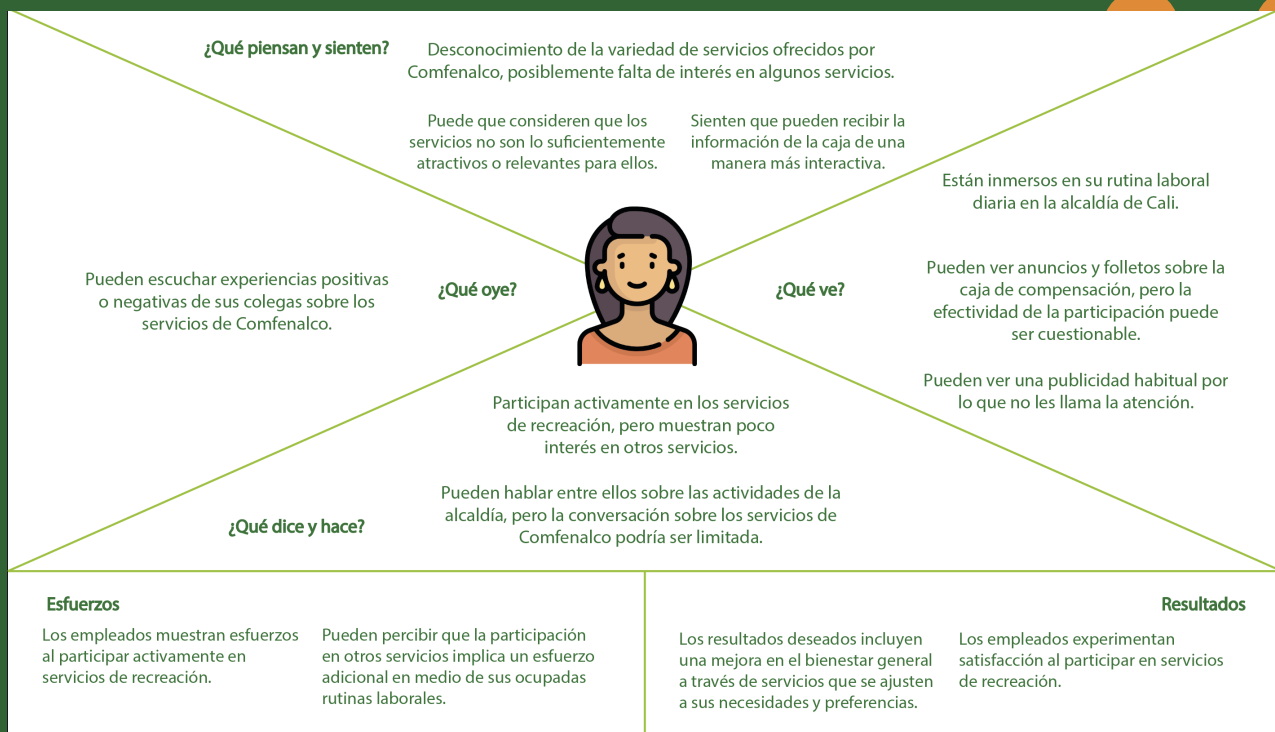 ¿Qué piensan y sienten?
Desconocimiento de la variedad de servicios ofrecidos por
Comfenalco, posiblemente falta de interés en algunos servicios.
Puede que consideren que los
servicios no son lo suficientemente
atractivos o relevantes para ellos.
Sienten que pueden recibir la
información de la caja de una
manera más interactiva.
Pueden escuchar experiencias positivas
o negativas de sus colegas sobre los
servicios de Comfenalco.
¿Qué oye?
¿Qué ve?
Están inmersos en su rutina laboral
diaria en la alcaldía de Cali.
Pueden ver anuncios y folletos sobre la
caja de compensación, pero la
efectividad de la participación puede
ser cuestionable.
Pueden ver una publicidad habitual por
lo que no les llama la atención.
Participan activamente en los servicios
de recreación, pero muestran poco
interés en otros servicios.
Pueden hablar entre ellos sobre las actividades de la
alcaldía, pero la conversación sobre los servicios de
Comfenalco podría ser limitada.
¿Qué dice y hace?
Esfuerzos
Los empleados muestran esfuerzos
al participar activamente en
servicios de recreación.
Pueden percibir que la participación
en otros servicios implica un esfuerzo
adicional en medio de sus ocupadas
rutinas laborales.
Resultados
Los resultados deseados incluyen
una mejora en el bienestar general
a través de servicios que se ajusten
a sus necesidades y preferencias.
Los empleados experimentan
satisfacción al participar en servicios
de recreación.